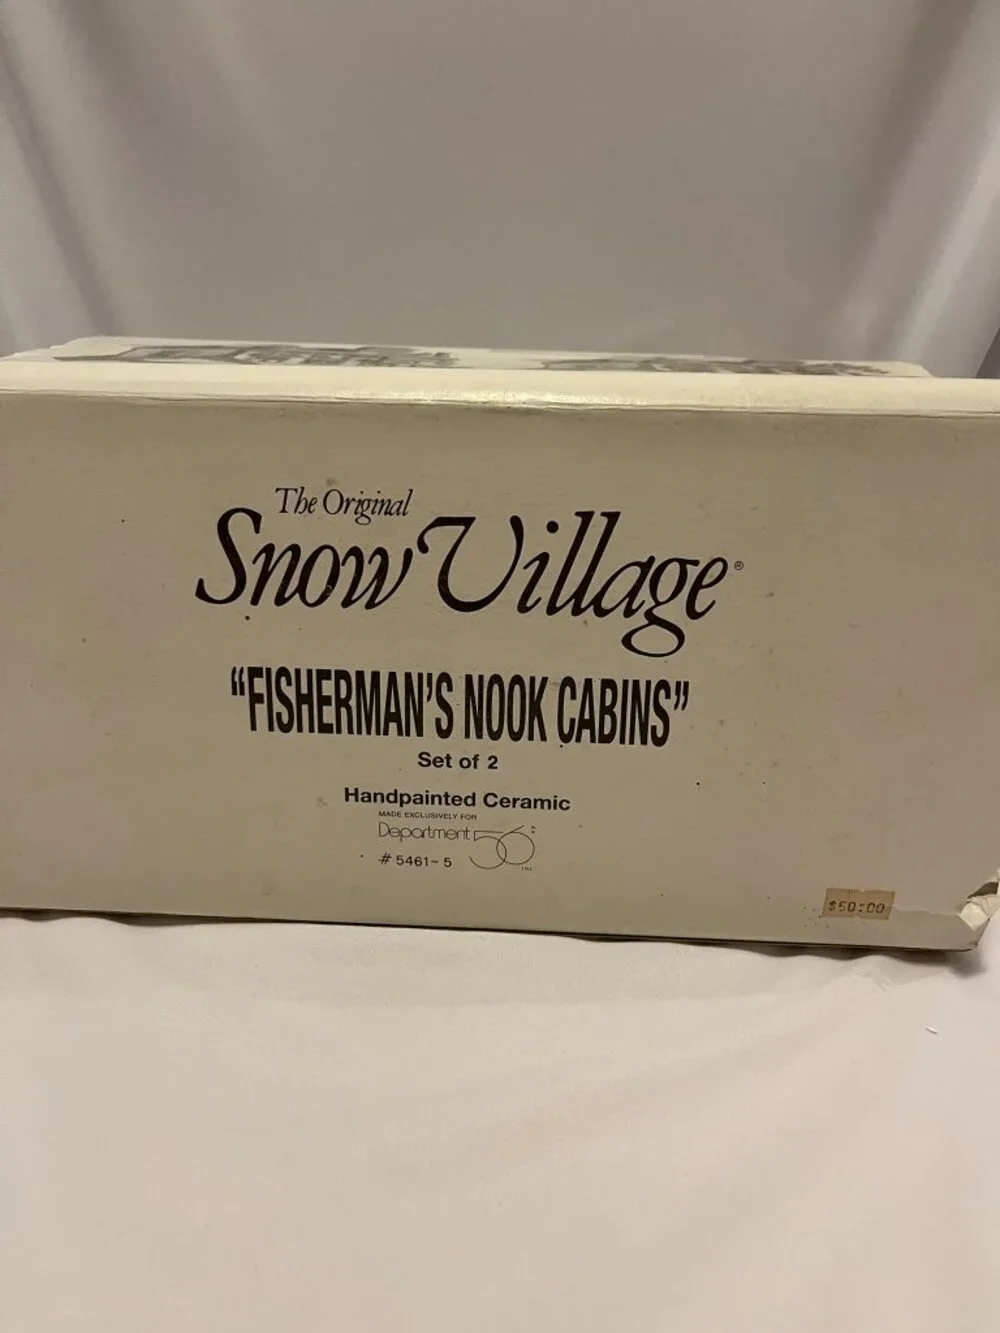 The Original
Snow Village®
“FISHERMAN’S NOOK CABINS”
Set of 2
Handpainted Ceramic
MADE EXCLUSIVELY FOR
Department 56
# 5461-5
$50:00